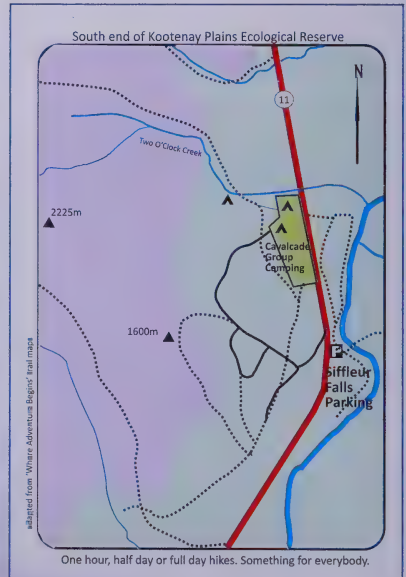 South end of Kootenay Plains Ecological Reserve
N
11
Two O'Clock Creek
2225m
Cavalcade
Group
Camping
1600m
P
Siffleur
Falls
Parking
adapted from 'Where Adventure Begins' trail maps
One hour, half day or full day hikes. Something for everybody.